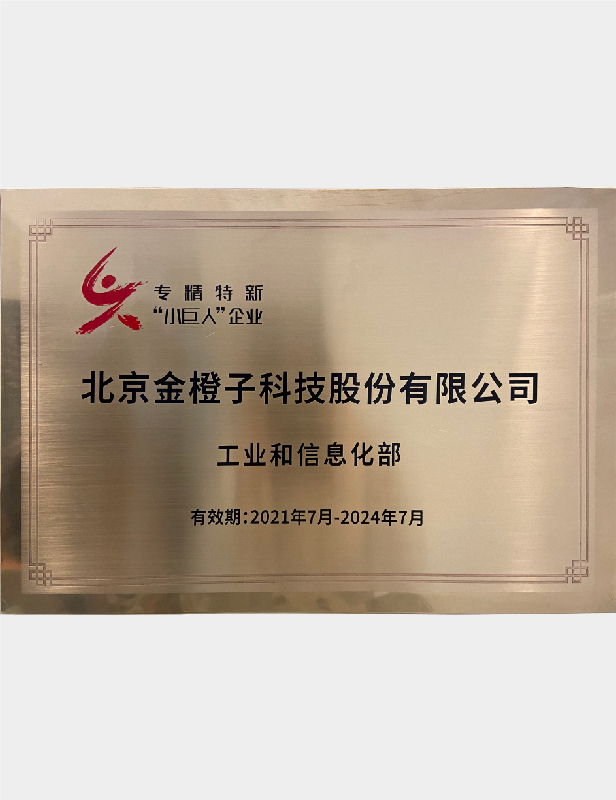 专精特新
“小巨人”企业
北京金橙子科技股份有限公司
工业和信息化部
有效期:2021年7月-2024年7月